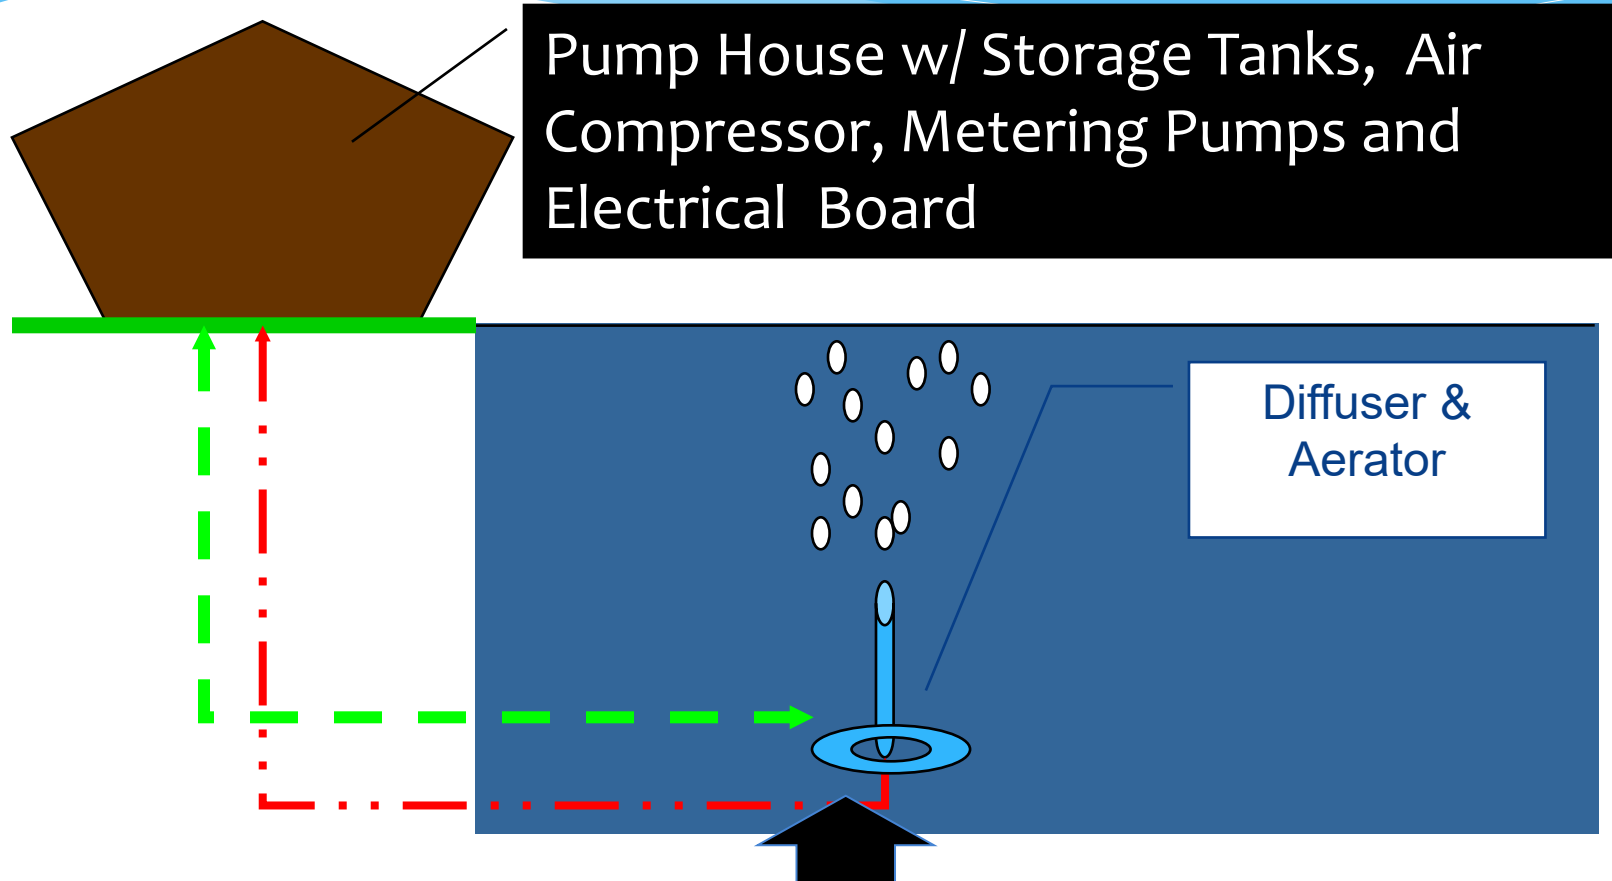 Pump House w/ Storage Tanks,  Air
Compressor, Metering Pumps and
Electrical  Board
Diffuser &
Aerator